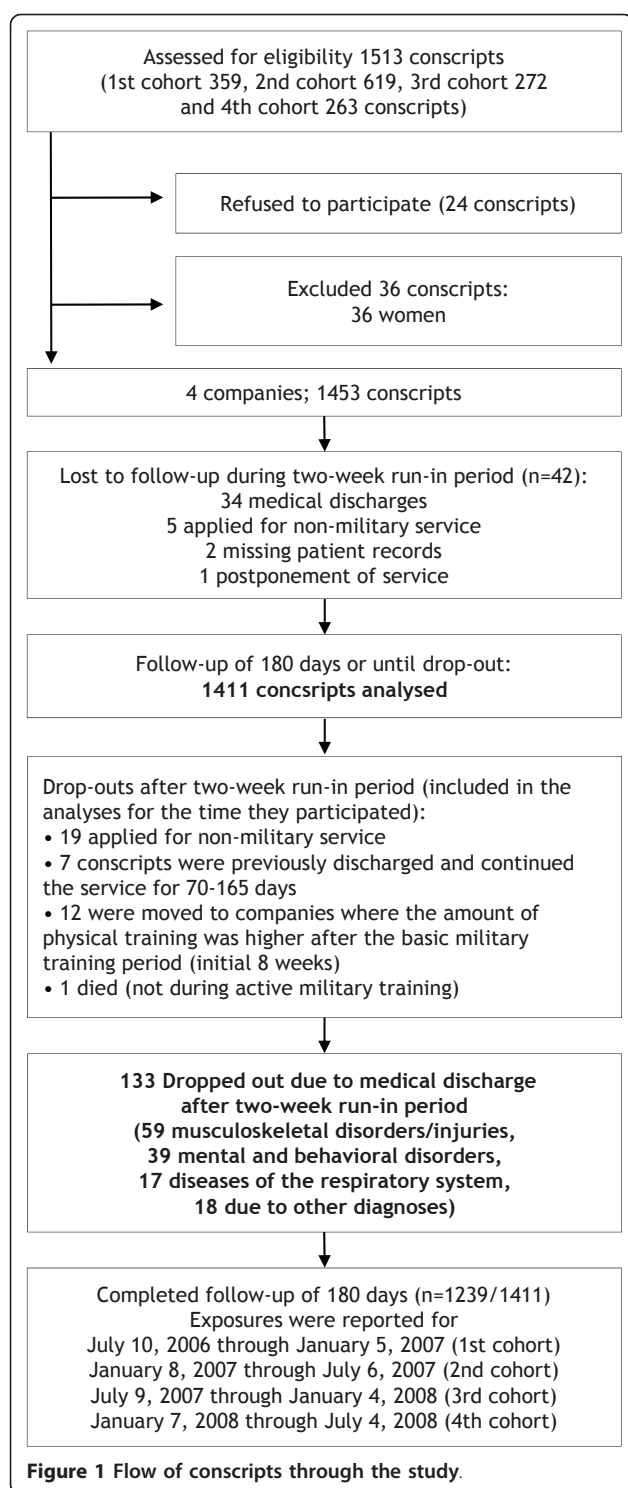 Assessed for eligibility 1513 conscripts
(1st cohort 359, 2nd cohort 619, 3rd cohort 272
and 4th cohort 263 conscripts)
Refused to participate (24 conscripts)
Excluded 36 conscripts:
36 women
4 companies; 1453 conscripts
Lost to follow-up during two-week run-in period (n=42):
34 medical discharges
5 applied for non-military service
2 missing patient records
1 postponement of service
Follow-up of 180 days or until drop-out:
1411 concsripts analysed
Drop-outs after two-week run-in period (included in the
analyses for the time they participated):
• 19 applied for non-military service
• 7 conscripts were previously discharged and continued
the service for 70-165 days
• 12 were moved to companies where the amount of
physical training was higher after the basic military
training period (initial 8 weeks)
• 1 died (not during active military training)
133 Dropped out due to medical discharge
after two-week run-in period
(59 musculoskeletal disorders/injuries,
39 mental and behavioral disorders,
17 diseases of the respiratory system,
18 due to other diagnoses)
Completed follow-up of 180 days (n=1239/1411)
Exposures were reported for
July 10, 2006 through January 5, 2007 (1st cohort)
January 8, 2007 through July 6, 2007 (2nd cohort)
July 9, 2007 through January 4, 2008 (3rd cohort)
January 7, 2008 through July 4, 2008 (4th cohort)
Figure 1 Flow of conscripts through the study.